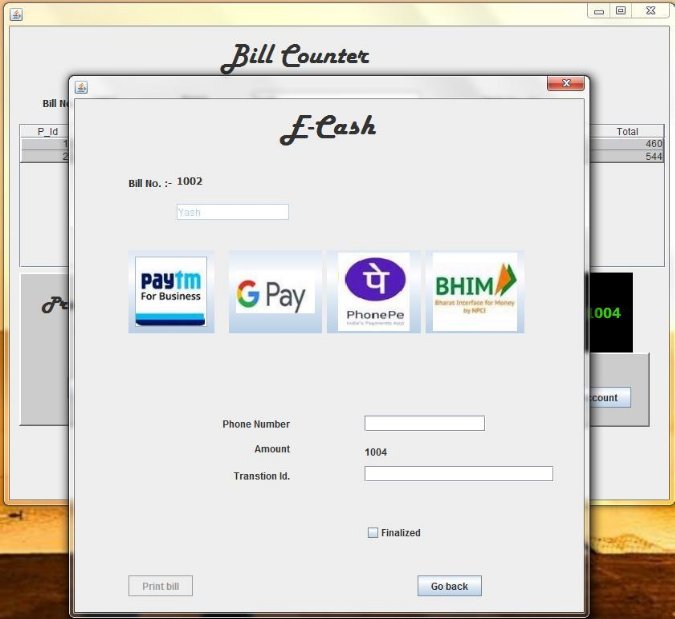 Bill Counter
Bill No
P_Id Total
1 460
2 544
1004
E-Cash
Bill No. :- 1002
Yash
paytm
For Business
G Pay
पे
PhonePe
India's Payments App
BHIM
Bharat Interface for Money
by NPCI
Phone Number
Amount 1004
Transtion Id.
Finalized
Print bill Go back